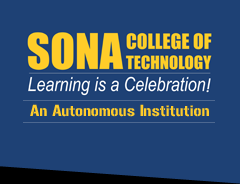 SONA COLLEGE OF
TECHNOLOGY
Learning is a Celebration!
An Autonomous Institution